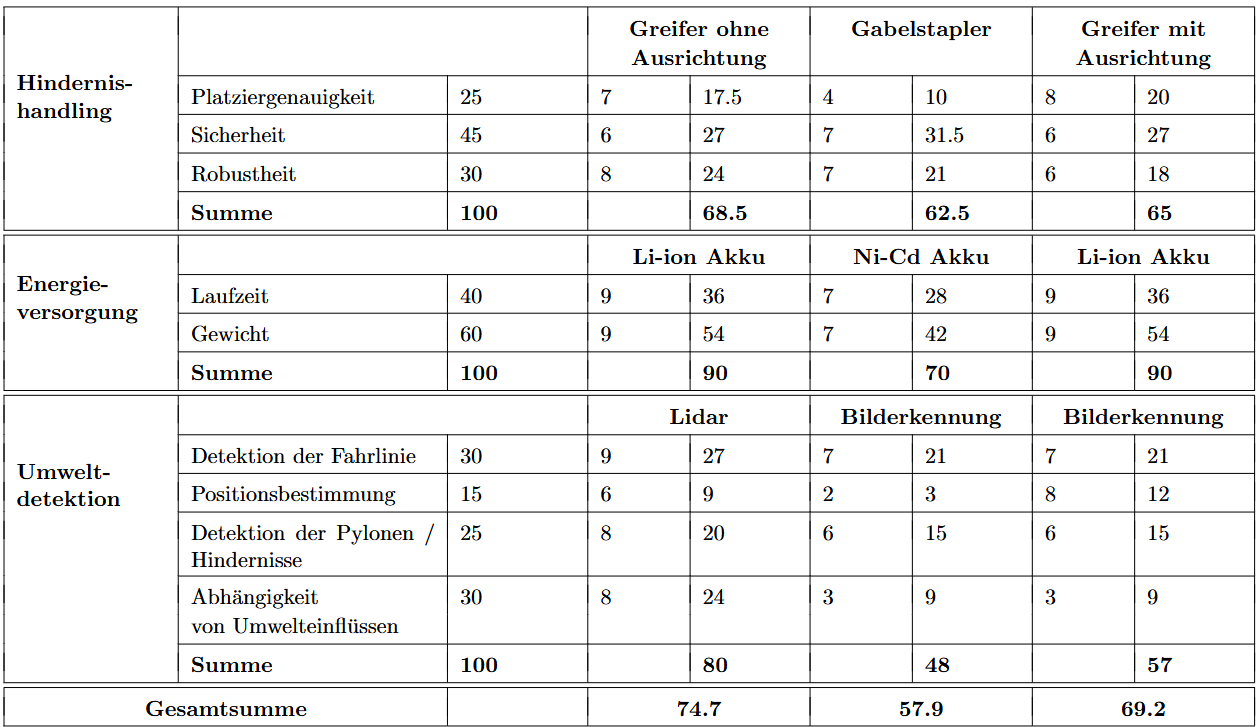 Greifer ohne Gabelstapler Greifer mit
Ausrichtung Ausrichtung
Hindernis-
handling
Platziergenauigkeit 25 7 17.5 4 10 8 20
Sicherheit 45 6 27 7 31.5 6 27
Robustheit 30 8 24 7 21 6 18
Summe 100 68.5 62.5 65
Li-ion Akku Ni-Cd Akku Li-ion Akku
Energie-
versorgung
Laufzeit 40 9 36 7 28 9 36
Gewicht 60 9 54 7 42 9 54
Summe 100 90 70 90
Lidar Bilderkennung Bilderkennung
Umwelt-
detektion
Detektion der Fahrlinie 30 9 27 7 21 7 21
Positionsbestimmung 15 6 9 2 3 8 12
Detektion der Pylonen / 25 8 20 6 15 6 15
Hindernisse
Abhängigkeit 30 8 24 3 9 3 9
von Umwelteinflüssen
Summe 100 80 48 57
Gesamtsumme 74.7 57.9 69.2